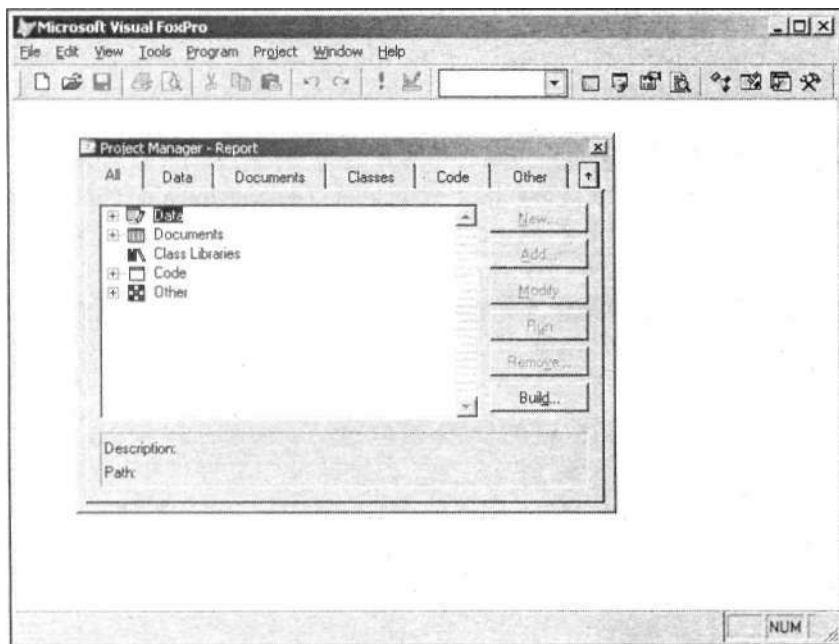 Microsoft Visual FoxPro
File Edit View Tools Program Project Window Help
Project Manager - Report
All Data Documents Classes Code Other
Data
Documents
Class Libraries
Code
Other
New...
Add...
Modify
Run
Remove...
Build...
Description:
Path:
NUM